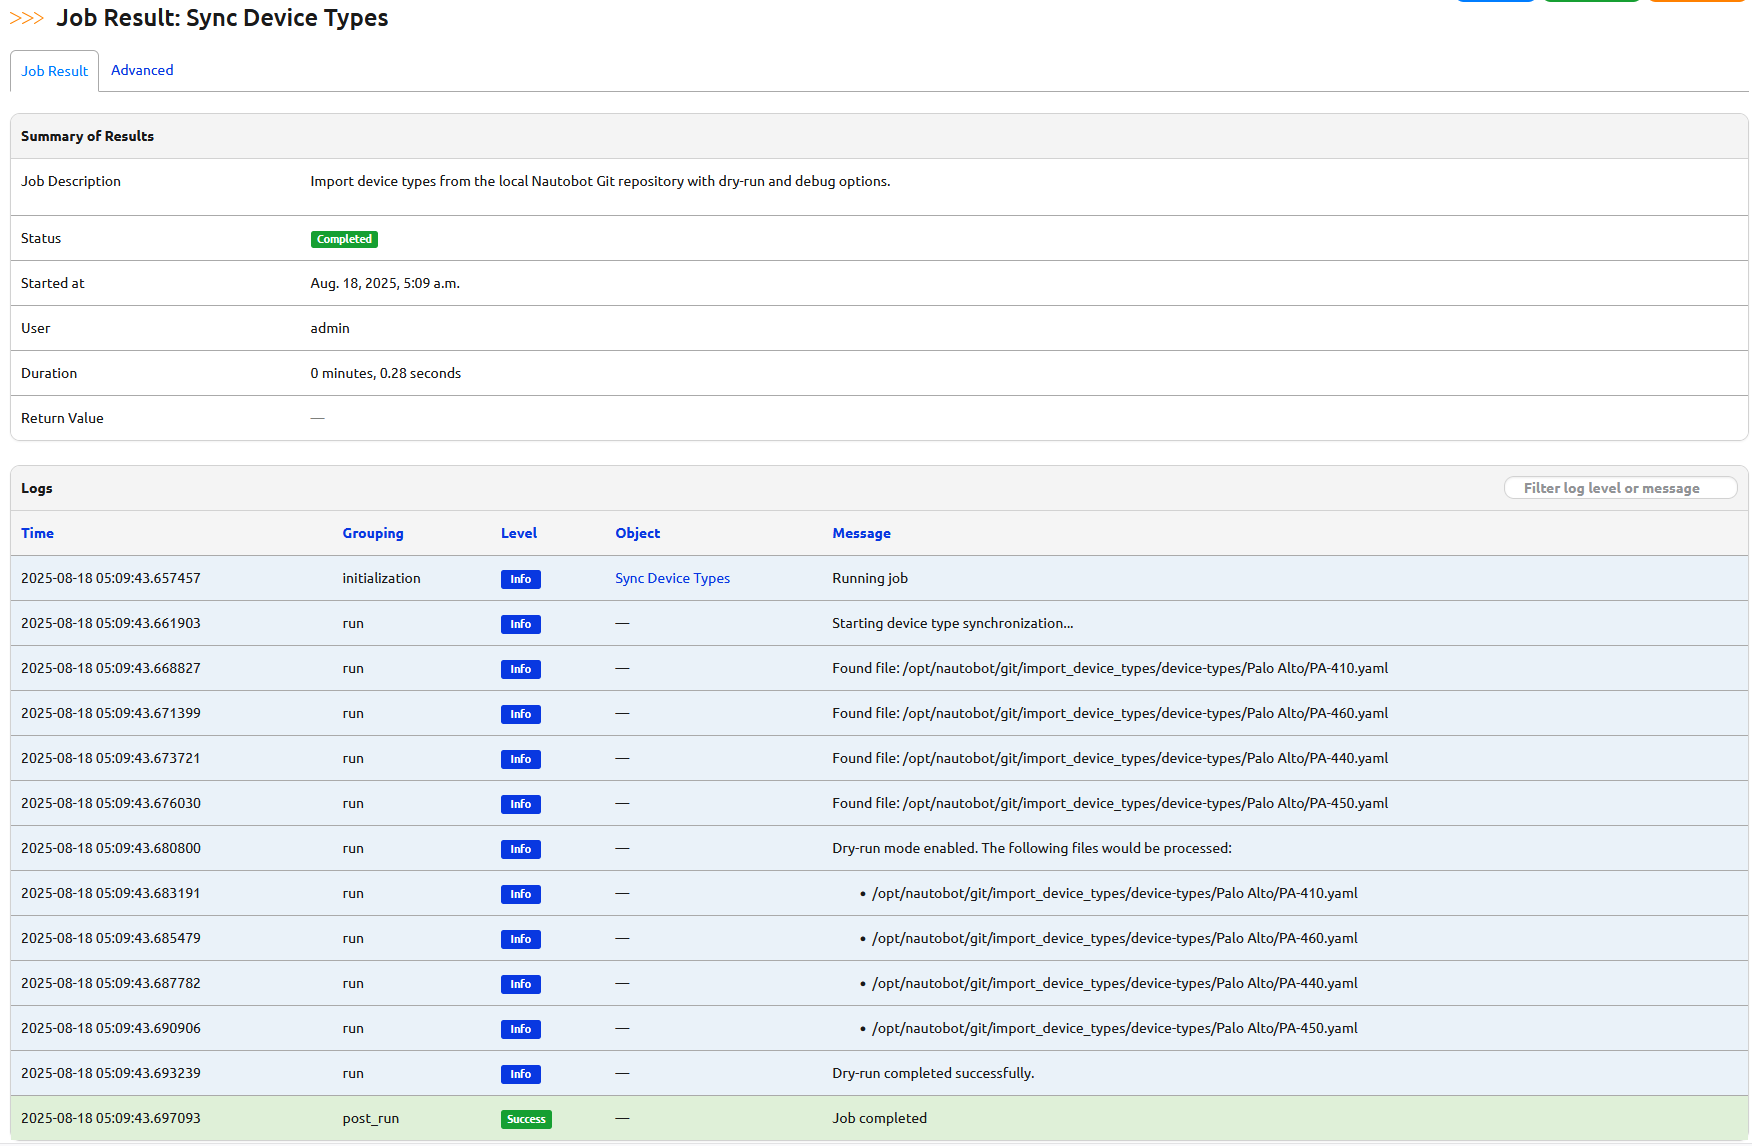 >>> Job Result: Sync Device Types
Job Result Advanced
Summary of Results
Job Description Import device types from the local Nautobot Git repository with dry-run and debug options.
Status Completed
Started at Aug. 18, 2025, 5:09 a.m.
User admin
Duration 0 minutes, 0.28 seconds
Return Value —
Logs Filter log level or message
Time Grouping Level Object Message
2025-08-18 05:09:43.657457 initialization Info Sync Device Types Running job
2025-08-18 05:09:43.661903 run Info — Starting device type synchronization...
2025-08-18 05:09:43.668827 run Info — Found file: /opt/nautobot/git/import_device_types/device-types/Palo Alto/PA-410.yaml
2025-08-18 05:09:43.671399 run Info — Found file: /opt/nautobot/git/import_device_types/device-types/Palo Alto/PA-460.yaml
2025-08-18 05:09:43.673721 run Info — Found file: /opt/nautobot/git/import_device_types/device-types/Palo Alto/PA-440.yaml
2025-08-18 05:09:43.676030 run Info — Found file: /opt/nautobot/git/import_device_types/device-types/Palo Alto/PA-450.yaml
2025-08-18 05:09:43.680800 run Info — Dry-run mode enabled. The following files would be processed:
2025-08-18 05:09:43.683191 run Info — • /opt/nautobot/git/import_device_types/device-types/Palo Alto/PA-410.yaml
2025-08-18 05:09:43.685479 run Info — • /opt/nautobot/git/import_device_types/device-types/Palo Alto/PA-460.yaml
2025-08-18 05:09:43.687782 run Info — • /opt/nautobot/git/import_device_types/device-types/Palo Alto/PA-440.yaml
2025-08-18 05:09:43.690906 run Info — • /opt/nautobot/git/import_device_types/device-types/Palo Alto/PA-450.yaml
2025-08-18 05:09:43.693239 run Info — Dry-run completed successfully.
2025-08-18 05:09:43.697093 post_run Success — Job completed